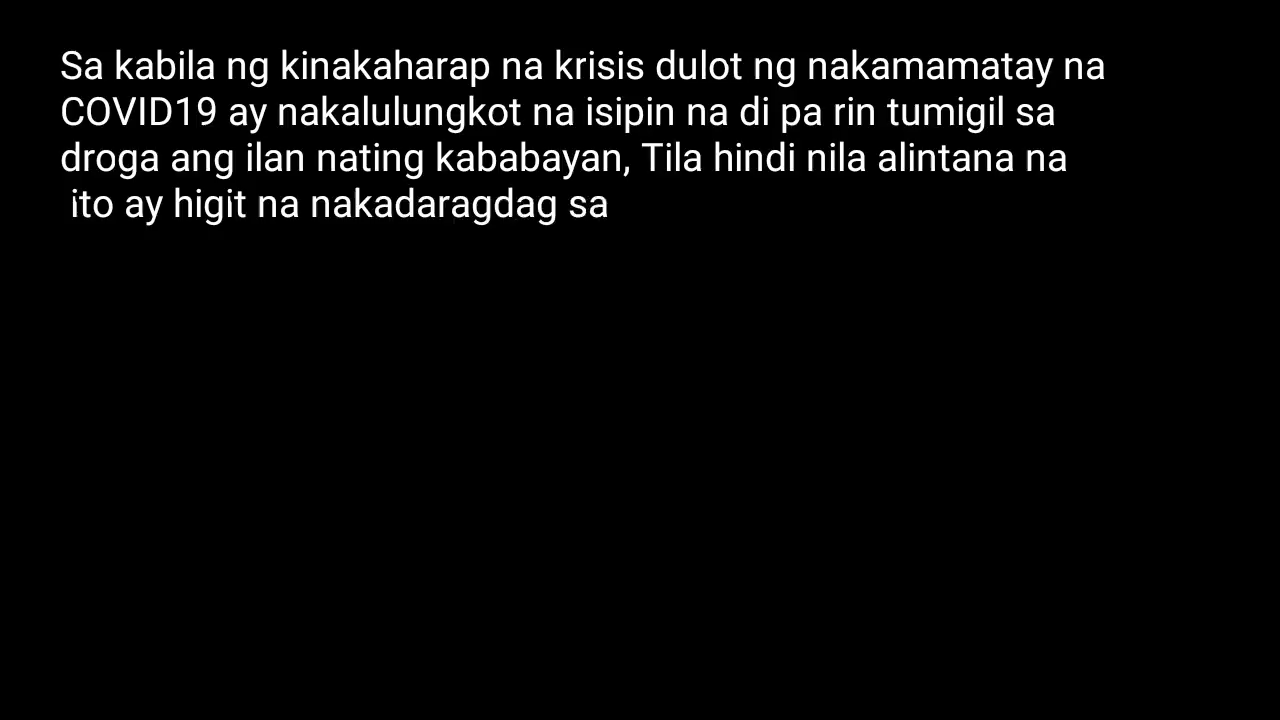 Sa kabila ng kinakaharap na krisis dulot ng nakamamatay na
COVID19 ay nakalulungkot na isipin na di pa rin tumigil sa
droga ang ilan nating kababayan, Tila hindi nila alintana na
ito ay higit na nakadaragdag sa